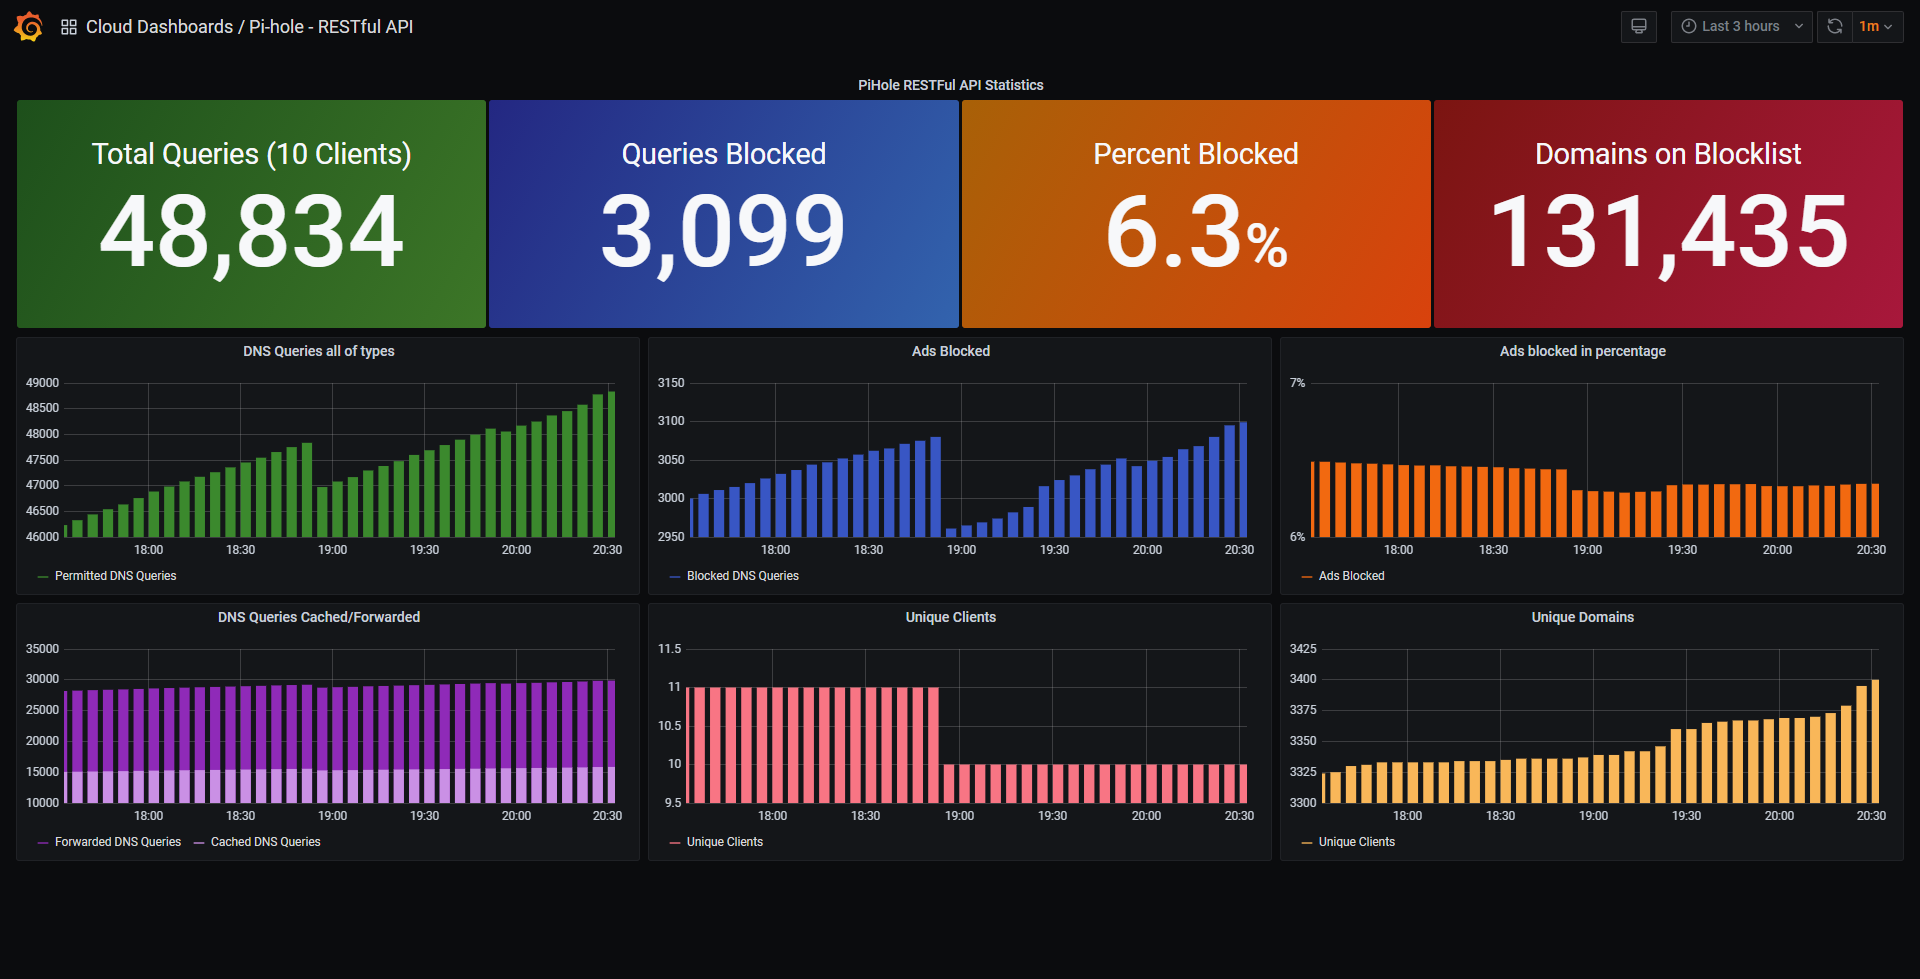 Cloud Dashboards / Pi-hole - RESTful API
Last 3 hours
1m
PiHole RESTFul API Statistics
Total Queries (10 Clients)
48,834
Queries Blocked
3,099
Percent Blocked
6.3%
Domains on Blocklist
131,435
DNS Queries all of types
49000
48500
48000
47500
47000
46500
46000
18:00 18:30 19:00 19:30 20:00 20:30
Permitted DNS Queries
Ads Blocked
3150
3100
3050
3000
2950
18:00 18:30 19:00 19:30 20:00 20:30
Blocked DNS Queries
Ads blocked in percentage
7%
6%
18:00 18:30 19:00 19:30 20:00 20:30
Ads Blocked
DNS Queries Cached/Forwarded
35000
30000
25000
20000
15000
10000
18:00 18:30 19:00 19:30 20:00 20:30
Forwarded DNS Queries Cached DNS Queries
Unique Clients
11.5
11
10.5
10
9.5
18:00 18:30 19:00 19:30 20:00 20:30
Unique Clients
Unique Domains
3425
3400
3375
3350
3325
3300
18:00 18:30 19:00 19:30 20:00 20:30
Unique Clients